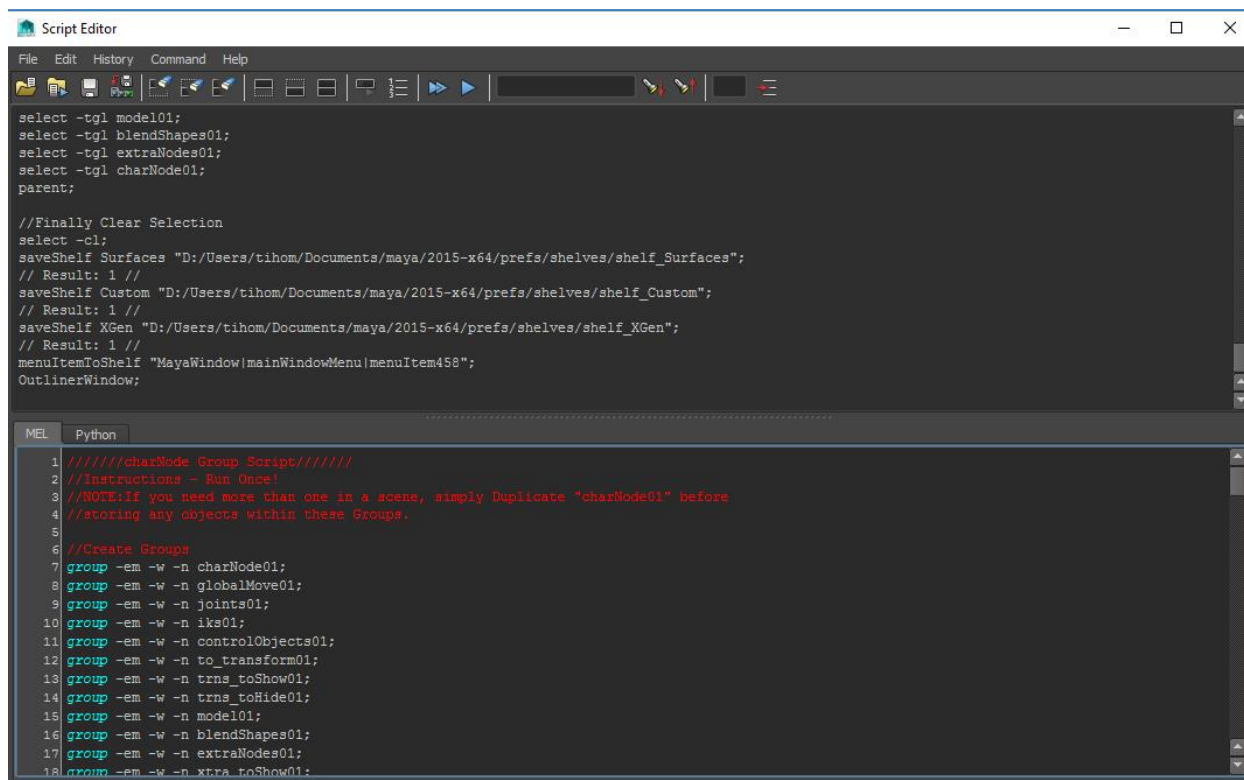 Script Editor
File Edit History Command Help
select -tgl model01;
select -tgl blendShapes01;
select -tgl extraNodes01;
select -tgl charNode01;
parent;
//Finally Clear Selection
select -cl;
saveShelf Surfaces "D:/Users/tihom/Documents/maya/2015-x64/prefs/shelves/shelf_Surfaces";
// Result: 1 //
saveShelf Custom "D:/Users/tihom/Documents/maya/2015-x64/prefs/shelves/shelf_Custom";
// Result: 1 //
saveShelf XGen "D:/Users/tihom/Documents/maya/2015-x64/prefs/shelves/shelf_XGen";
// Result: 1 //
menuItemToShelf "MayaWindow|mainWindowMenu|menuItem458";
OutlinerWindow;
MEL Python
1 ///////charNode Group Script///////
2 //Instructions - Run Once!
3 //NOTE:If you need more than one in a scene, simply Duplicate "charNode01" before
4 //storing any objects within these Groups.
5
6 //Create Groups
7 group -em -w -n charNode01;
8 group -em -w -n globalMove01;
9 group -em -w -n joints01;
10 group -em -w -n iks01;
11 group -em -w -n controlObjects01;
12 group -em -w -n to_transform01;
13 group -em -w -n trns_toShow01;
14 group -em -w -n trns_toHide01;
15 group -em -w -n model01;
16 group -em -w -n blendShapes01;
17 group -em -w -n extraNodes01;
18 group -em -w -n xtra_toShow01;